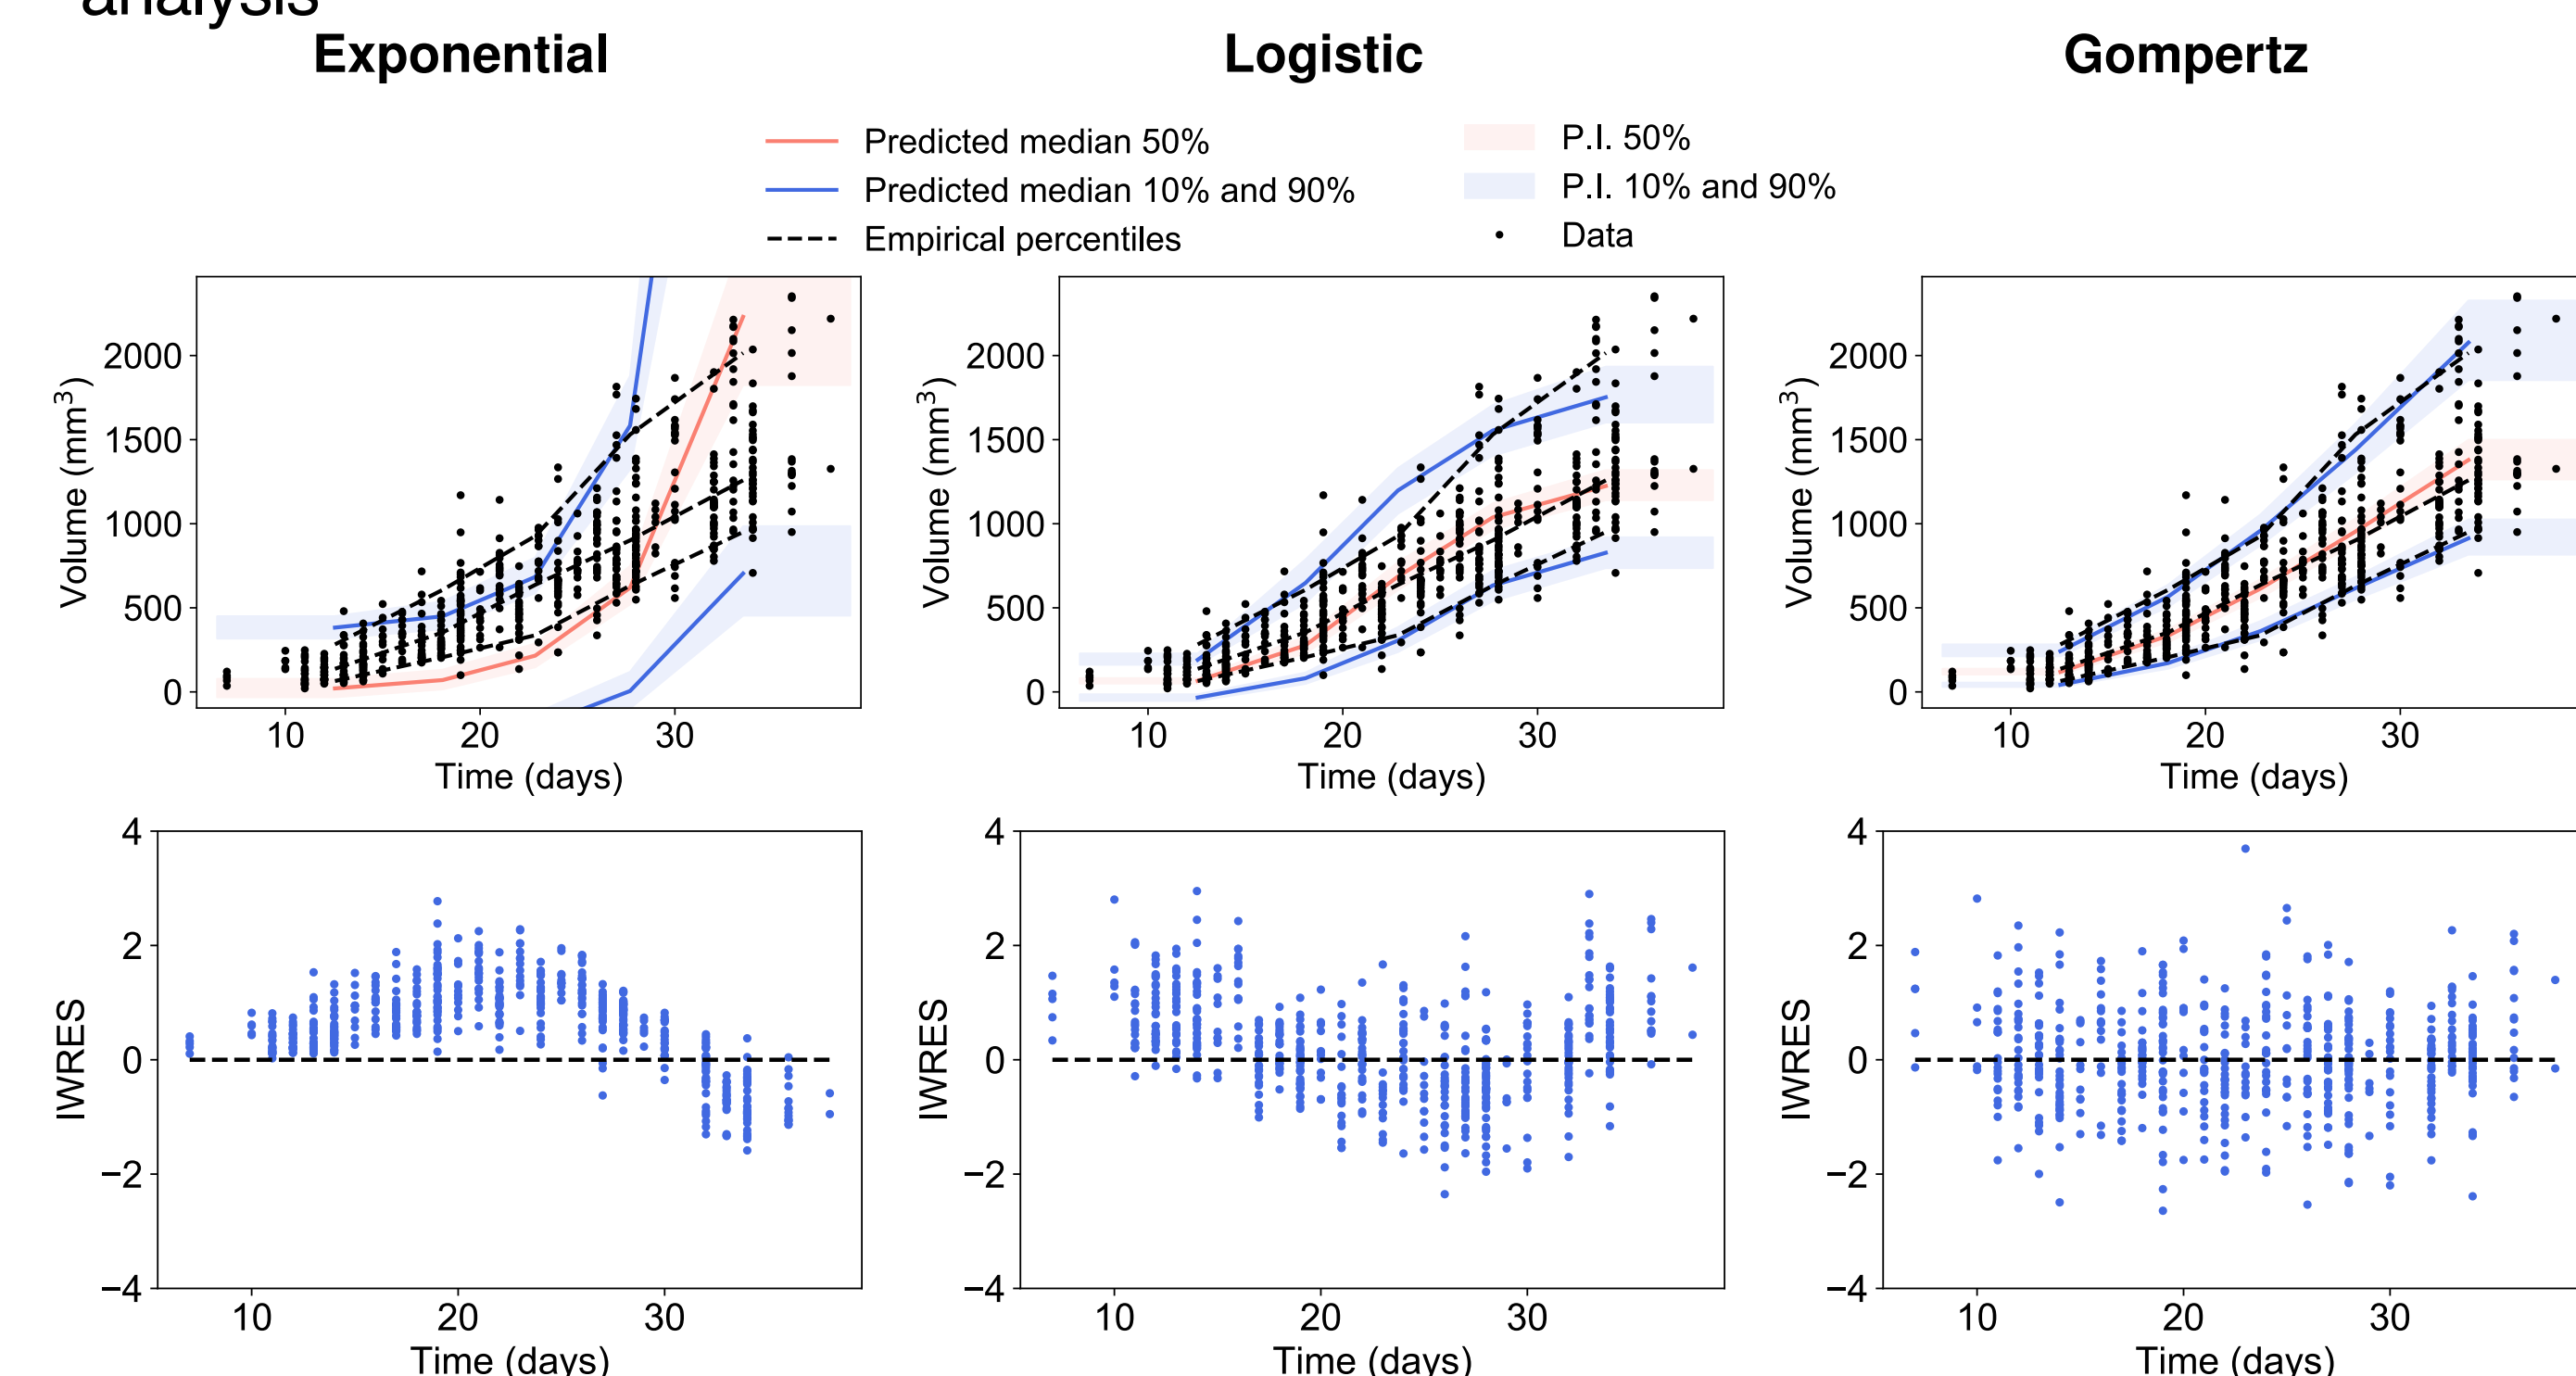 analysis
Exponential
Logistic
Gompertz
Predicted median 50%
Predicted median 10% and 90%
Empirical percentiles
P.I. 50%
P.I. 10% and 90%
Data
Volume (mm³)
2000
1500
1000
500
0
10 20 30
Time (days)
Volume (mm³)
2000
1500
1000
500
0
10 20 30
Time (days)
Volume (mm³)
2000
1500
1000
500
0
10 20 30
Time (days)
IWRES
4
2
0
−2
−4
10 20 30
Time (days)
IWRES
4
2
0
−2
−4
10 20 30
Time (days)
IWRES
4
2
0
−2
−4
10 20 30
Time (days)